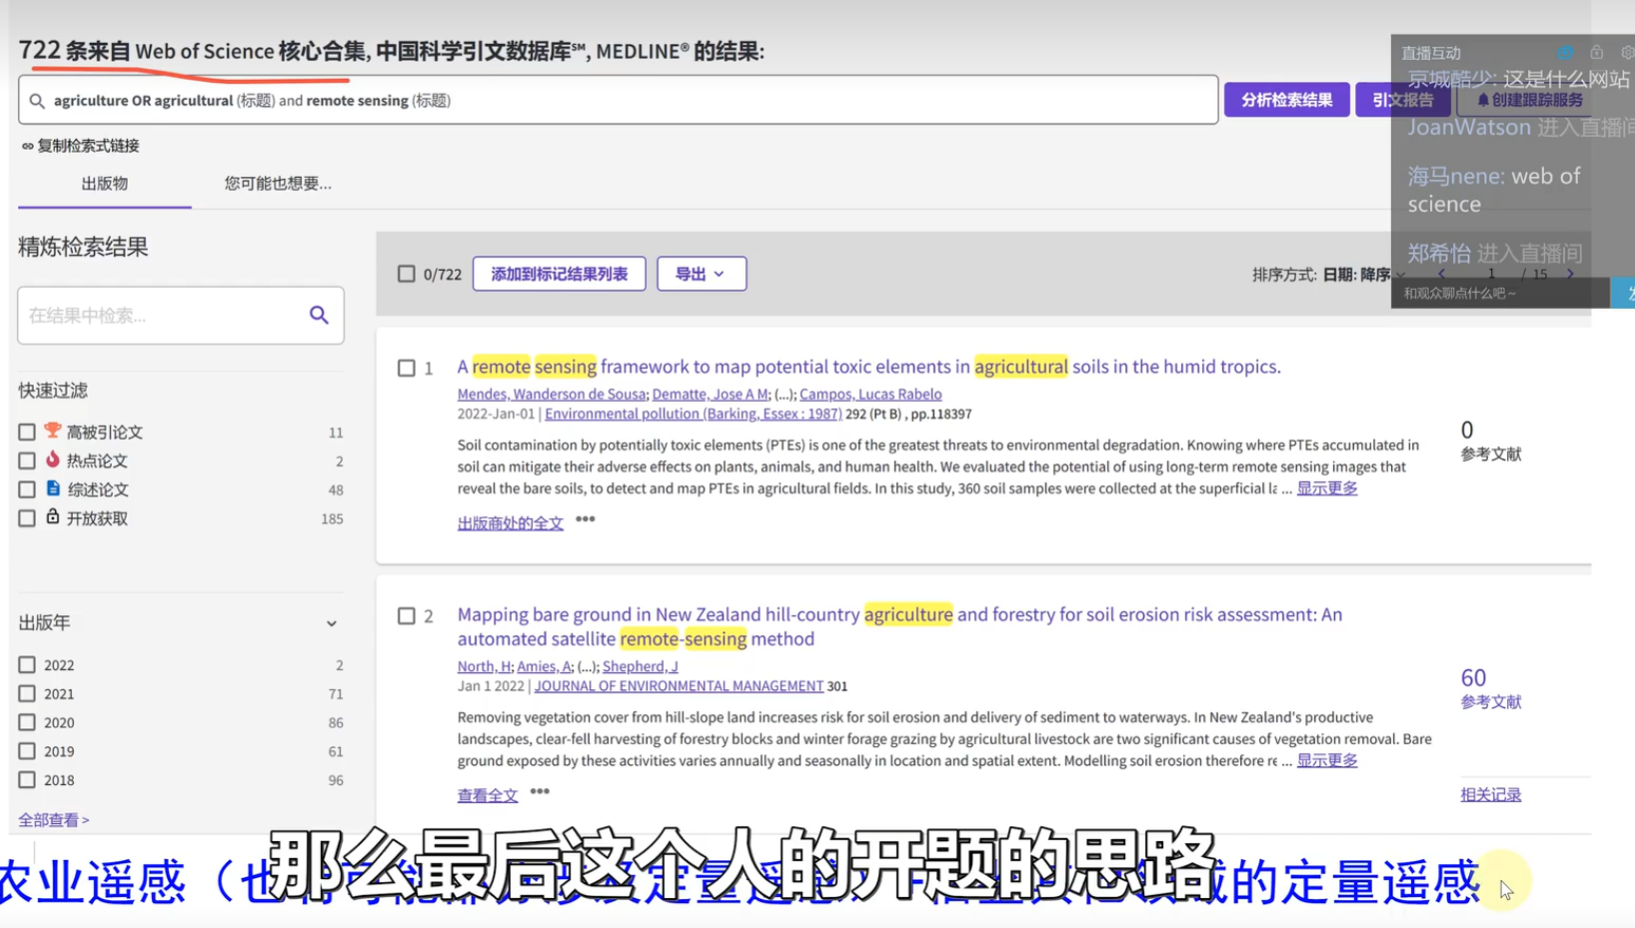 722 条来自 Web of Science 核心合集, 中国科学引文数据库℠, MEDLINE® 的结果:
agriculture OR agricultural (标题) and remote sensing (标题)
分析检索结果
引文报告
创建跟踪服务
复制检索式链接
出版物
您可能也想要...
直播互动
京城酷少: 这是什么网站
JoanWatson 进入直播间
海马nene: web of
science
郑希怡 进入直播间
和观众聊点什么吧~
精炼检索结果
在结果中检索...
快速过滤
高被引论文 11
热点论文 2
综述论文 48
开放获取 185
出版年
2022 2
2021 71
2020 86
2019 61
2018 96
全部查看 >
0/722
添加到标记结果列表
导出
排序方式: 日期: 降序
1 / 15
1 A remote sensing framework to map potential toxic elements in agricultural soils in the humid tropics.
Mendes, Wanderson de Sousa; Dematte, Jose A M; (...); Campos, Lucas Rabelo
2022-Jan-01 | Environmental pollution (Barking, Essex : 1987) 292 (Pt B) , pp.118397
Soil contamination by potentially toxic elements (PTEs) is one of the greatest threats to environmental degradation. Knowing where PTEs accumulated in
soil can mitigate their adverse effects on plants, animals, and human health. We evaluated the potential of using long-term remote sensing images that
reveal the bare soils, to detect and map PTEs in agricultural fields. In this study, 360 soil samples were collected at the superficial ... 显示更多
出版商处的全文
0
参考文献
2 Mapping bare ground in New Zealand hill-country agriculture and forestry for soil erosion risk assessment: An
automated satellite remote-sensing method
North, H; Amies, A; (...); Shepherd, J
Jan 1 2022 | JOURNAL OF ENVIRONMENTAL MANAGEMENT 301
Removing vegetation cover from hill-slope land increases risk for soil erosion and delivery of sediment to waterways. In New Zealand's productive
landscapes, clear-fell harvesting of forestry blocks and winter forage grazing by agricultural livestock are two significant causes of vegetation removal. Bare
ground exposed by these activities varies annually and seasonally in location and spatial extent. Modelling soil erosion therefore ... 显示更多
查看全文
60
参考文献
相关记录
那么最后这个人的开题的思路
农业遥感（也 定量遥感 的定量遥感